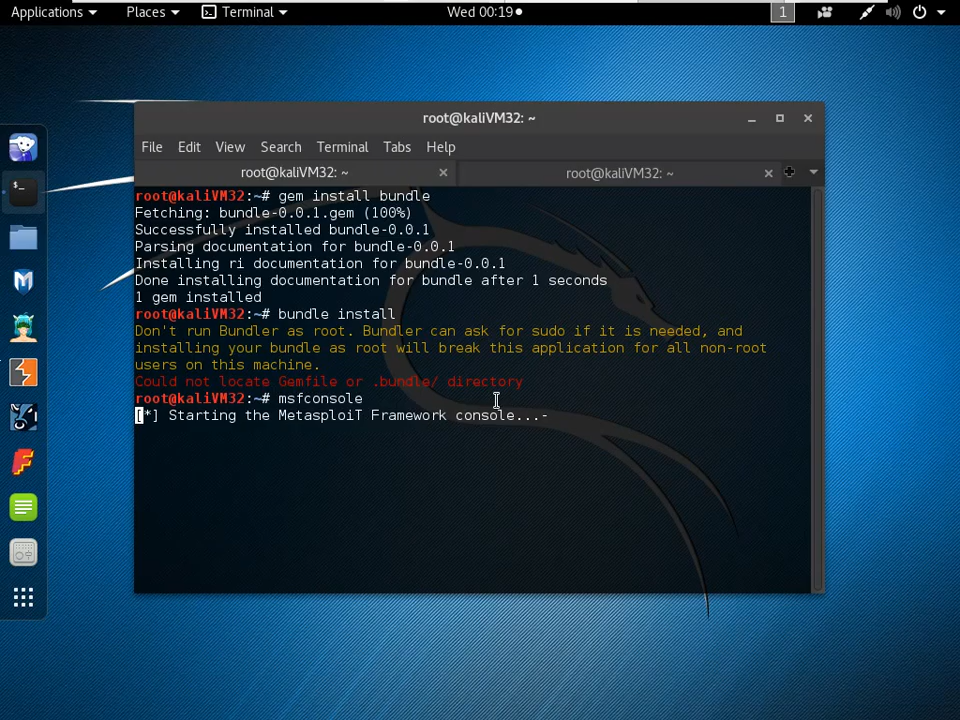 Applications Places Terminal Wed 00:19 1
root@kaliVM32: ~
File Edit View Search Terminal Tabs Help
root@kaliVM32: ~ root@kaliVM32: ~
root@kaliVM32:~# gem install bundle
Fetching: bundle-0.0.1.gem (100%)
Successfully installed bundle-0.0.1
Parsing documentation for bundle-0.0.1
Installing ri documentation for bundle-0.0.1
Done installing documentation for bundle after 1 seconds
1 gem installed
root@kaliVM32:~# bundle install
Don't run Bundler as root. Bundler can ask for sudo if it is needed, and
installing your bundle as root will break this application for all non-root
users on this machine.
Could not locate Gemfile or .bundle/ directory
root@kaliVM32:~# msfconsole
[*] Starting the MetasploiT Framework console...-